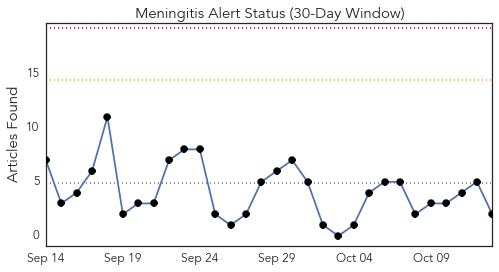 Meningitis Alert Status (30-Day Window)
Articles Found
15
10
5
0
Sep 14 Sep 19 Sep 24 Sep 29 Oct 04 Oct 09